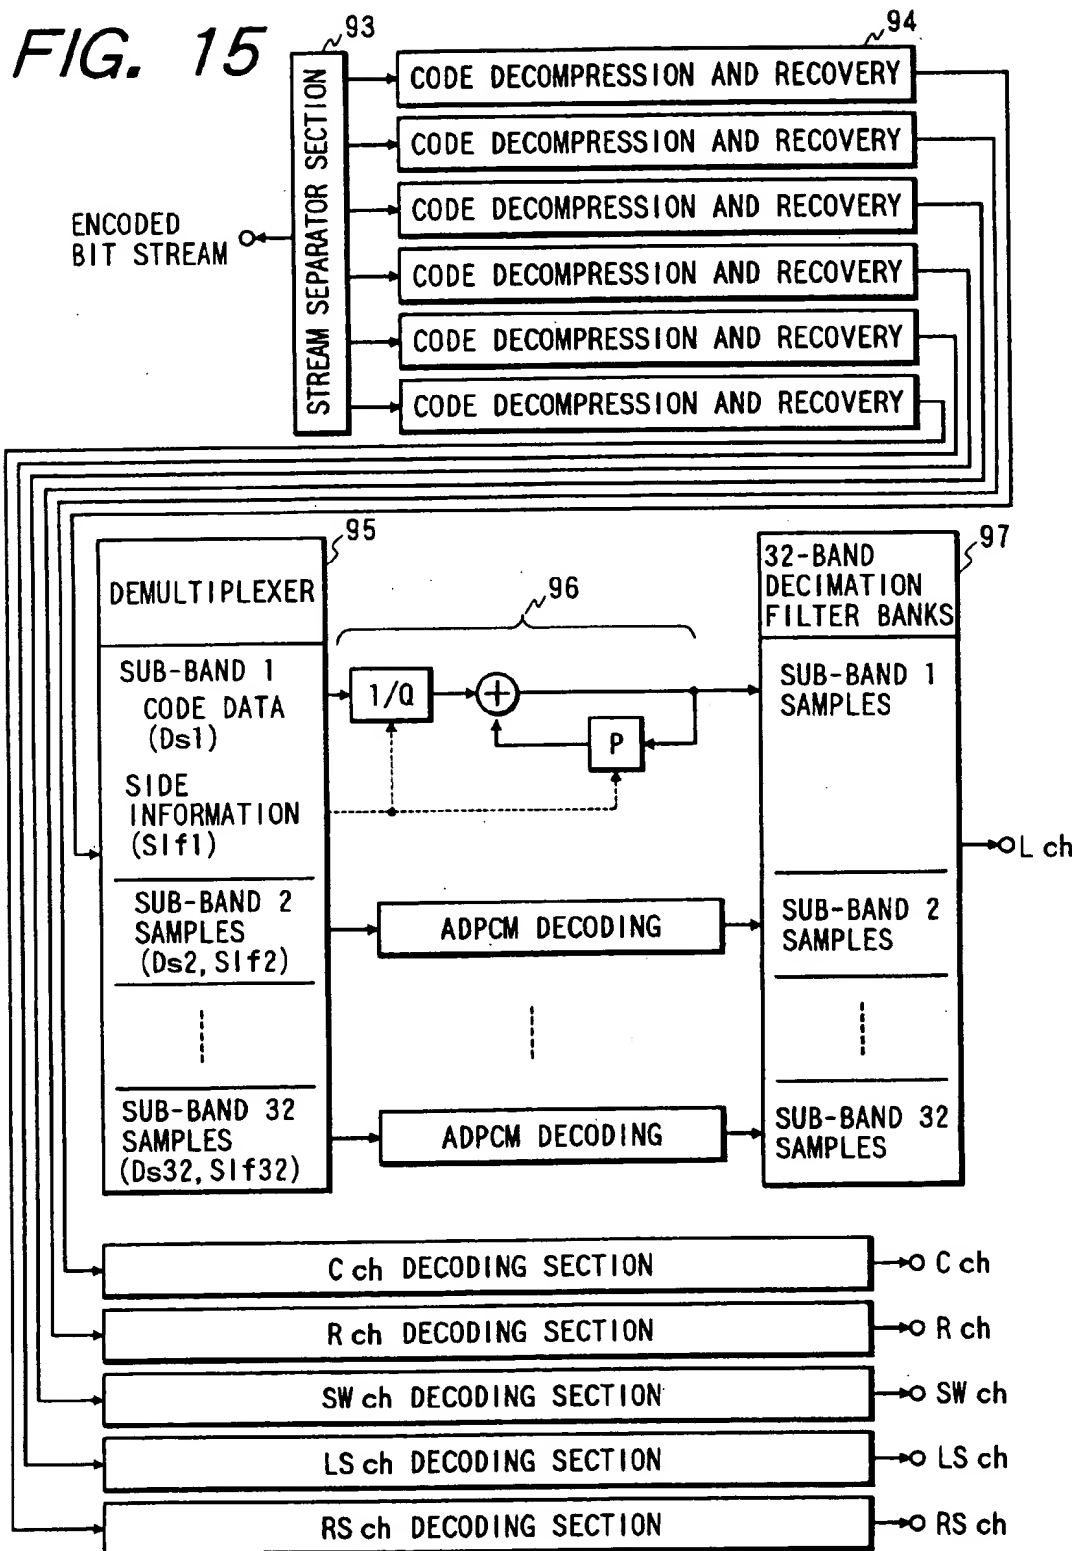 FIG. 15
93
94
STREAM SEPARATOR SECTION
CODE DECOMPRESSION AND RECOVERY
CODE DECOMPRESSION AND RECOVERY
CODE DECOMPRESSION AND RECOVERY
CODE DECOMPRESSION AND RECOVERY
CODE DECOMPRESSION AND RECOVERY
CODE DECOMPRESSION AND RECOVERY
ENCODED
BIT STREAM
95
DEMULTIPLEXER
SUB-BAND 1
CODE DATA
(Ds1)
SIDE
INFORMATION
(SIf1)
SUB-BAND 2
SAMPLES
(Ds2, SIf2)
SUB-BAND 32
SAMPLES
(Ds32, SIf32)
96
1/Q
+
P
ADPCM DECODING
ADPCM DECODING
97
32-BAND
DECIMATION
FILTER BANKS
SUB-BAND 1
SAMPLES
SUB-BAND 2
SAMPLES
SUB-BAND 32
SAMPLES
L ch
C ch DECODING SECTION
C ch
R ch DECODING SECTION
R ch
SW ch DECODING SECTION
SW ch
LS ch DECODING SECTION
LS ch
RS ch DECODING SECTION
RS ch